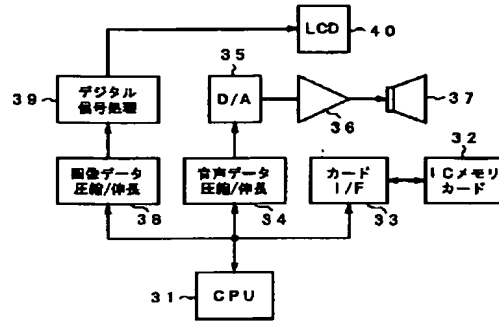 LCD
40
35
39
デジタル
信号処理
D/A
36
37
32
画像データ
圧縮/伸長
38
音声データ
圧縮/伸長
34
カード
I/F
33
ICメモリ
カード
31
CPU